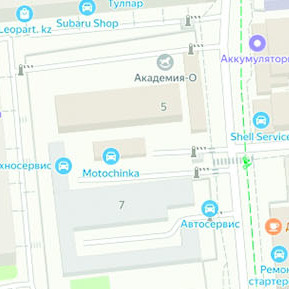 Тулпар
Leopart. kz
Subaru Shop
Аккумулятор
Академия-О
5
Shell Service
хносервис
Motochinka
7
Автосервис
Д
Ремон
стартер